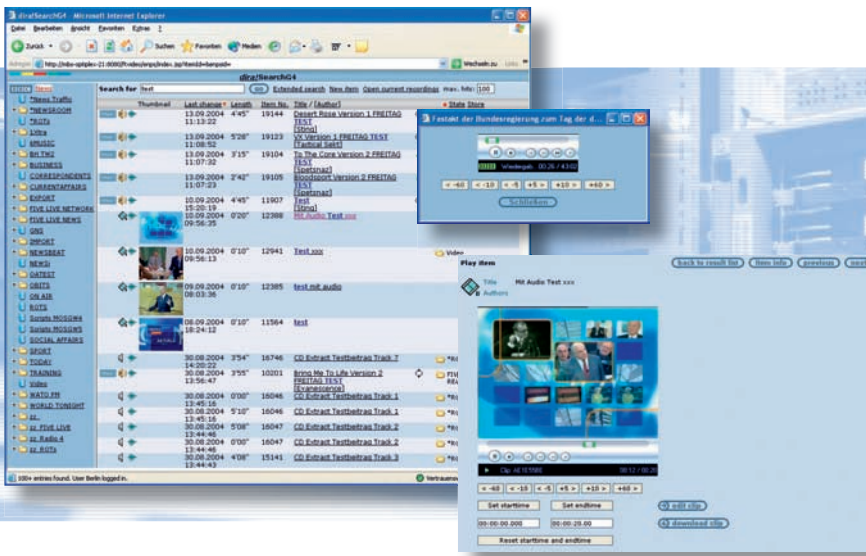 dira!SearchG4 - Microsoft Internet Explorer
Datei Bearbeiten Ansicht Favoriten Extras ?
Zurück Suchen Favoriten Medien
Adresse Wechseln zu Links
dira!SearchG4
News
*News Traffic
*NEWSROOM
*ROTs
1Xtra
6MUSIC
BH TW2
BUSINESS
CORRESPONDENTS
CURRENTAFFAIRS
EXPORT
FIVE LIVE NETWORK
FIVE LIVE NEWS
GNS
IMPORT
NEWSBEAT
NEWSi
OATEST
OBITS
ON AIR
ROTS
Scripts MOSGW4
Scripts MOSGWS
SOCIAL AFFAIRS
SPORT
TODAY
TRAINING
Video
WATO PM
WORLD TONIGHT
zz
zz FIVE LIVE
zz Radio 4
zz ROTs
Search for test GO Extended search New item Open current recordings max. hits: 100
Thumbnail Last change Length Item No. Title / [Author] State Store
13.09.2004 4'45" 19144 Desert Rose Version 1 FREITAG
11:13:22 TEST
[Sting]
13.09.2004 5'28" 19123 VX Version 1 FREITAG TEST
11:08:52 [Tactical Sekt]
13.09.2004 3'15" 19104 To The Core Version 2 FREITAG
11:07:32 TEST
[Spetsnaz]
13.09.2004 2'42" 19105 Bloodsport Version 2 FREITAG
11:07:23 TEST
[Spetsnaz]
10.09.2004 4'45" 11907 Test
15:20:19 [Sting]
10.09.2004 0'20" 12388 Mit Audio Test xxx
09:56:35
10.09.2004 0'10" 12941 Test xxx Video
09:56:13
09.09.2004 0'10" 12385 test mit audio
08:03:36
08.09.2004 0'10" 11564 test
18:24:12
30.08.2004 3'54" 16746 CD Extract Testbeitrag Track 7
14:20:22
30.08.2004 3'55" 10201 Bring Me To Life Version 2
13:56:47 FREITAG TEST
[Evanescence]
30.08.2004 0'00" 16046 CD Extract Testbeitrag Track 1
13:45:16
30.08.2004 5'10" 16046 CD Extract Testbeitrag Track 1
13:45:16
30.08.2004 5'08" 16047 CD Extract Testbeitrag Track 2
13:44:46
30.08.2004 0'00" 16047 CD Extract Testbeitrag Track 2
13:44:46
30.08.2004 4'08" 15141 CD Extract Testbeitrag Track 3
13:44:43
100+ entries found. User Berlin logged in.
Festakt der Bundesregierung zum Tag der d...
Wiedergabe 00:26 / 43:02
< -60 < -10 < -5 +5 > +10 > +60 >
Schließen
Play item back to result list item info previous next
Title Mit Audio Test xxx
Authors
00:12 / 00:20
< -60 < -10 < -5 +5 > +10 > +60 >
Set starttime Set endtime edit clip
00:00:00.000 00:00:20.00 download clip
Reset starttime and endtime